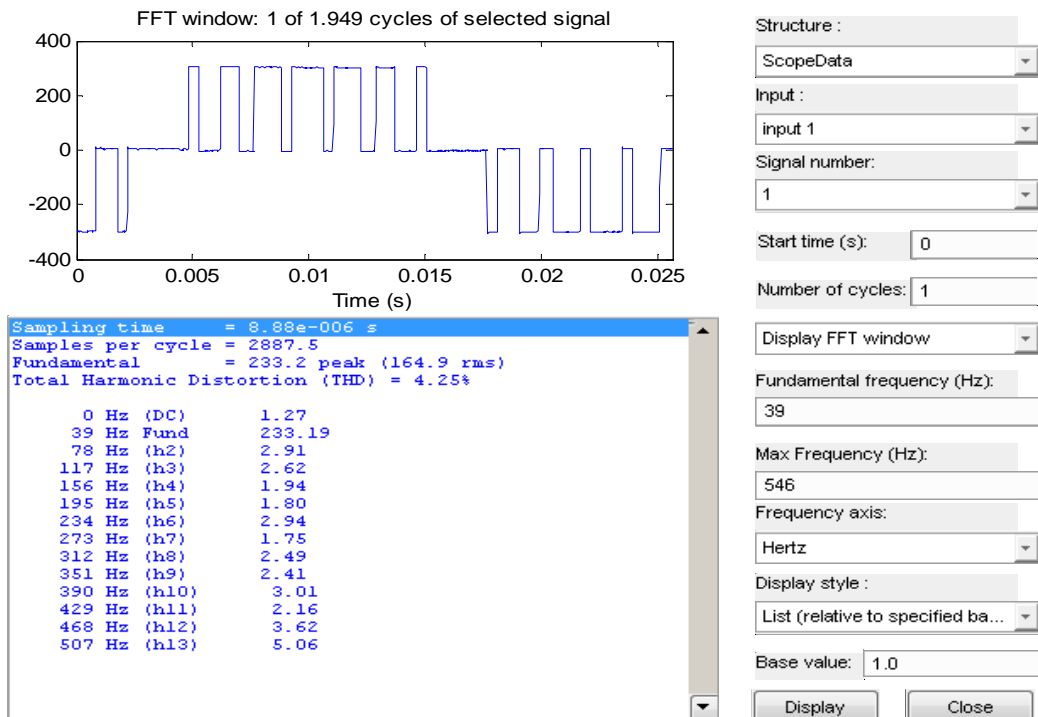 FFT window: 1 of 1.949 cycles of selected signal
400
200
0
-200
-400
0 0.005 0.01 0.015 0.02 0.025
Time (s)
Sampling time = 8.88e-006 s
Samples per cycle = 2887.5
Fundamental = 233.2 peak (164.9 rms)
Total Harmonic Distortion (THD) = 4.25%
0 Hz (DC) 1.27
39 Hz Fund 233.19
78 Hz (h2) 2.91
117 Hz (h3) 2.62
156 Hz (h4) 1.94
195 Hz (h5) 1.80
234 Hz (h6) 2.94
273 Hz (h7) 1.75
312 Hz (h8) 2.49
351 Hz (h9) 2.41
390 Hz (h10) 3.01
429 Hz (h11) 2.16
468 Hz (h12) 3.62
507 Hz (h13) 5.06
Structure :
ScopeData
Input :
input 1
Signal number:
1
Start time (s): 0
Number of cycles: 1
Display FFT window
Fundamental frequency (Hz):
39
Max Frequency (Hz):
546
Frequency axis:
Hertz
Display style :
List (relative to specified ba...
Base value: 1.0
Display Close